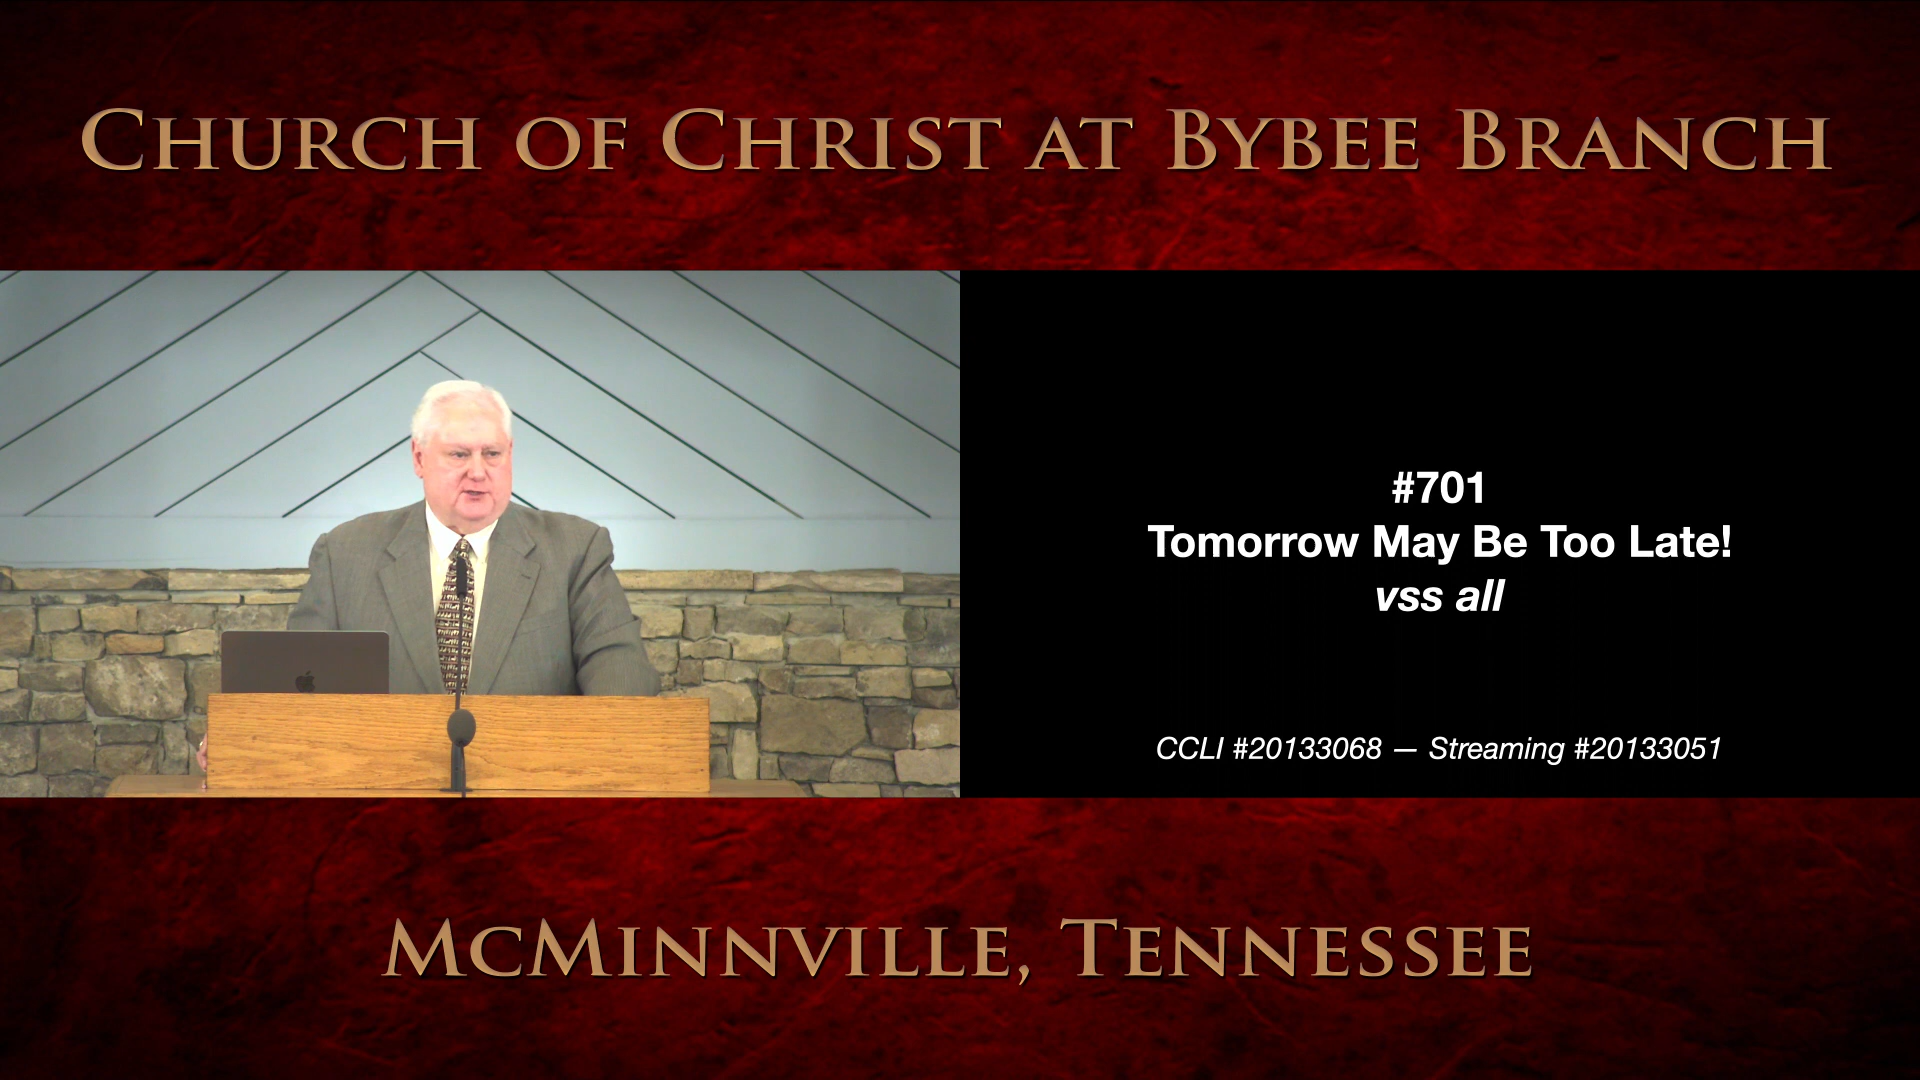 Church of Christ at Bybee Branch
#701
Tomorrow May Be Too Late!
vss all
CCLI #20133068 — Streaming #20133051
McMinnville, Tennessee